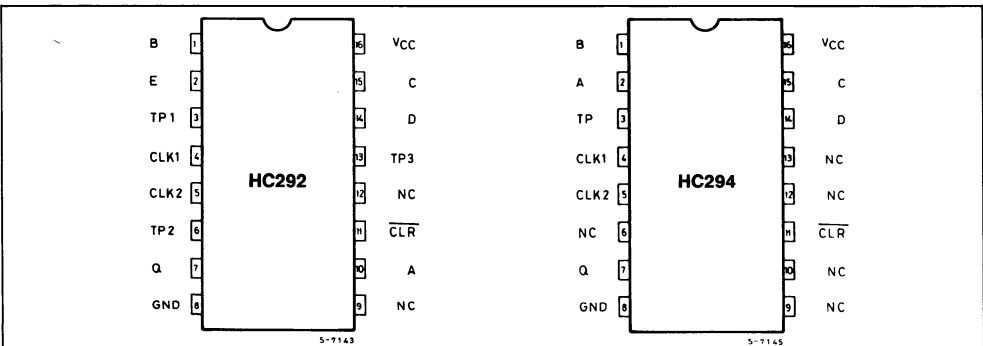 B 1 16 VCC
E 2 15 C
TP1 3 14 D
CLK1 4 13 TP3
HC292
CLK2 5 12 NC
TP2 6 11 CLR
Q 7 10 A
GND 8 9 NC
5-7143
B 1 16 VCC
A 2 15 C
TP 3 14 D
CLK1 4 13 NC
HC294
CLK2 5 12 NC
NC 6 11 CLR
Q 7 10 NC
GND 8 9 NC
5-7145